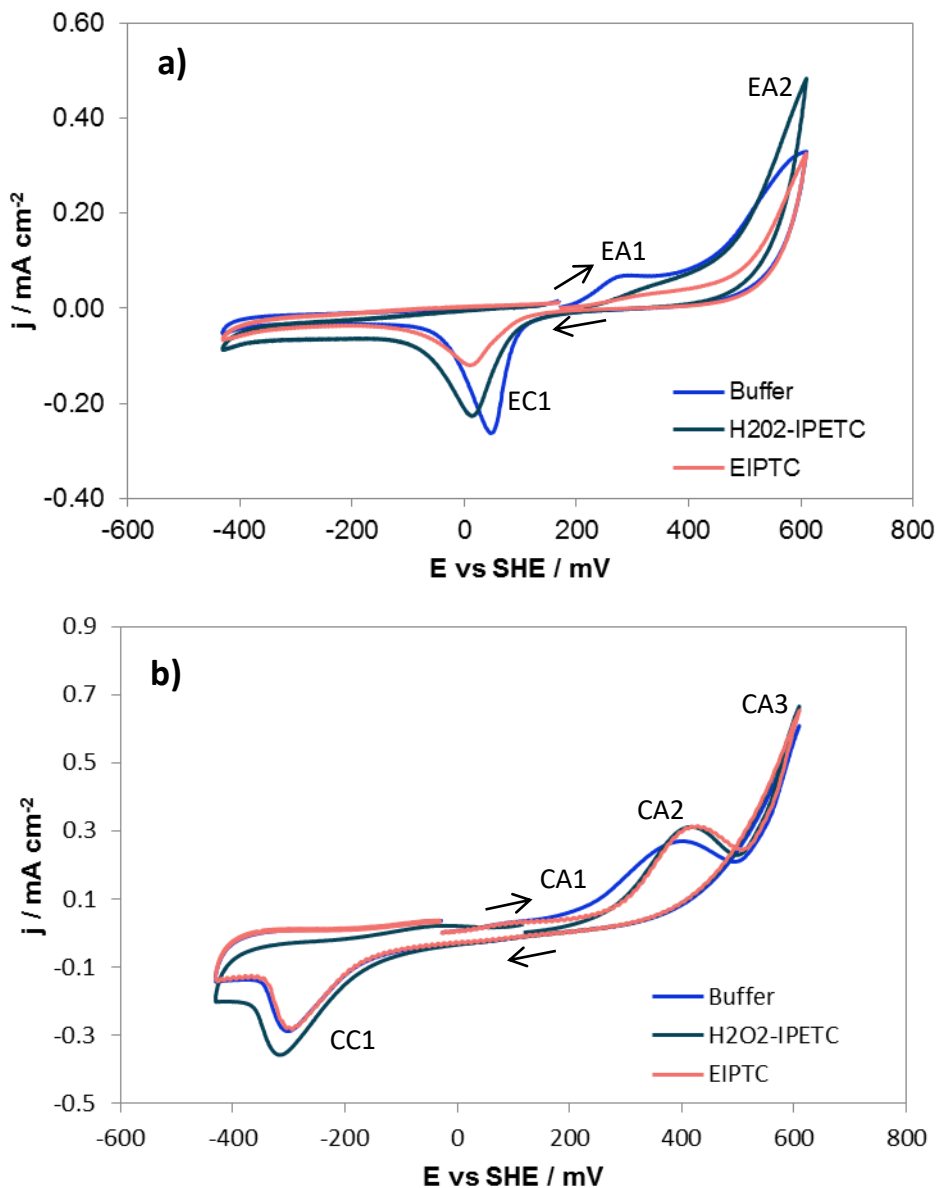 a)
j / mA cm-2
0.60
0.40
0.20
0.00
-0.20
-0.40
EA2
EA1
EC1
Buffer
H202-IPETC
EIPTC
-600 -400 -200 0 200 400 600 800
E vs SHE / mV
b)
j / mA cm-2
0.9
0.7
0.5
0.3
0.1
-0.1
-0.3
-0.5
CA3
CA2
CA1
CC1
Buffer
H2O2-IPETC
EIPTC
-600 -400 -200 0 200 400 600 800
E vs SHE / mV